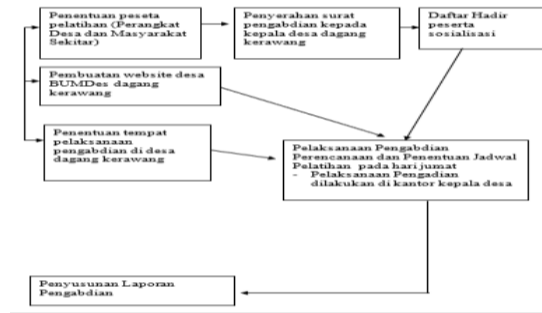 Penentuan peseta
pelatihan (Perangkat
Desa dan Masyarakat
Sekitar)
Penyerahan surat
pengabdian kepada
kepala desa dagang
kerawang
Daftar Hadir
peserta
sosialisasi
Pembuatan website desa
BUMDes dagang
kerawang
Penentuan tempat
pelaksanaan
pengabdian di desa
dagang kerawang
Pelaksanaan Pengabdian
Perencanaan dan Penentuan Jadwal
Pelatihan pada hari jumat
- Pelaksanaan Pengadian
dilakukan di kantor kepala desa
Penyusunan Laporan
Pengabdian